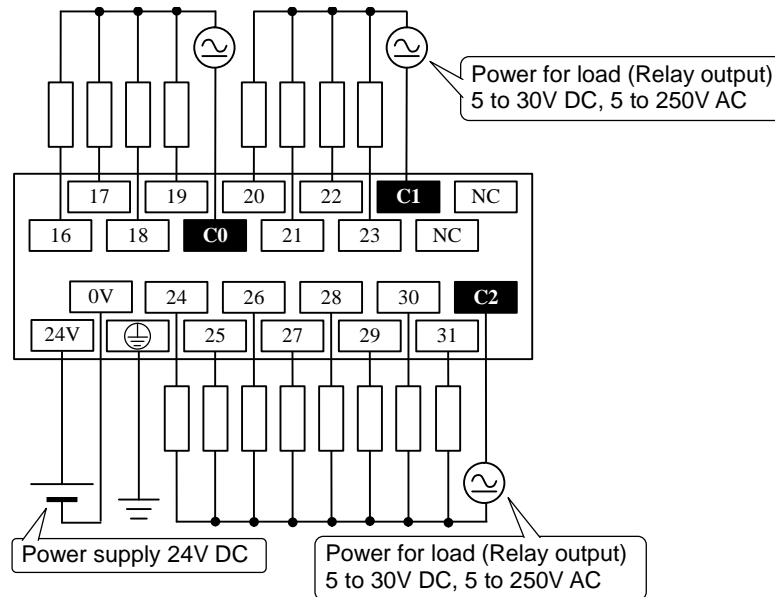 Power for load (Relay output)
5 to 30V DC, 5 to 250V AC
17 19 20 22 C1 NC
16 18 C0 21 23 NC
0V 24 26 28 30 C2
24V 25 27 29 31
Power supply 24V DC
Power for load (Relay output)
5 to 30V DC, 5 to 250V AC